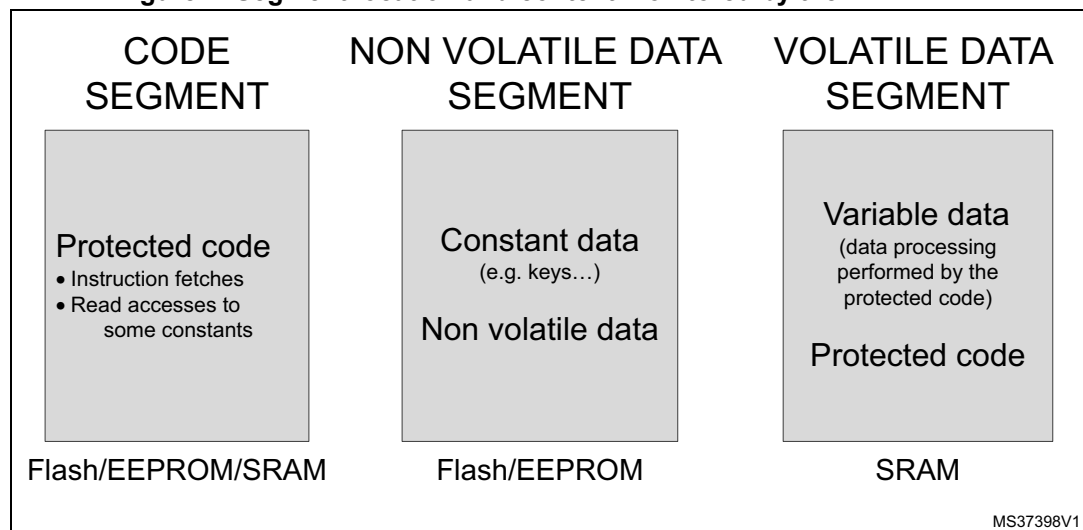 CODE
SEGMENT
Protected code
• Instruction fetches
• Read accesses to
some constants
Flash/EEPROM/SRAM
NON VOLATILE DATA
SEGMENT
Constant data
(e.g. keys…)
Non volatile data
Flash/EEPROM
VOLATILE DATA
SEGMENT
Variable data
(data processing
performed by the
protected code)
Protected code
SRAM
MS37398V1